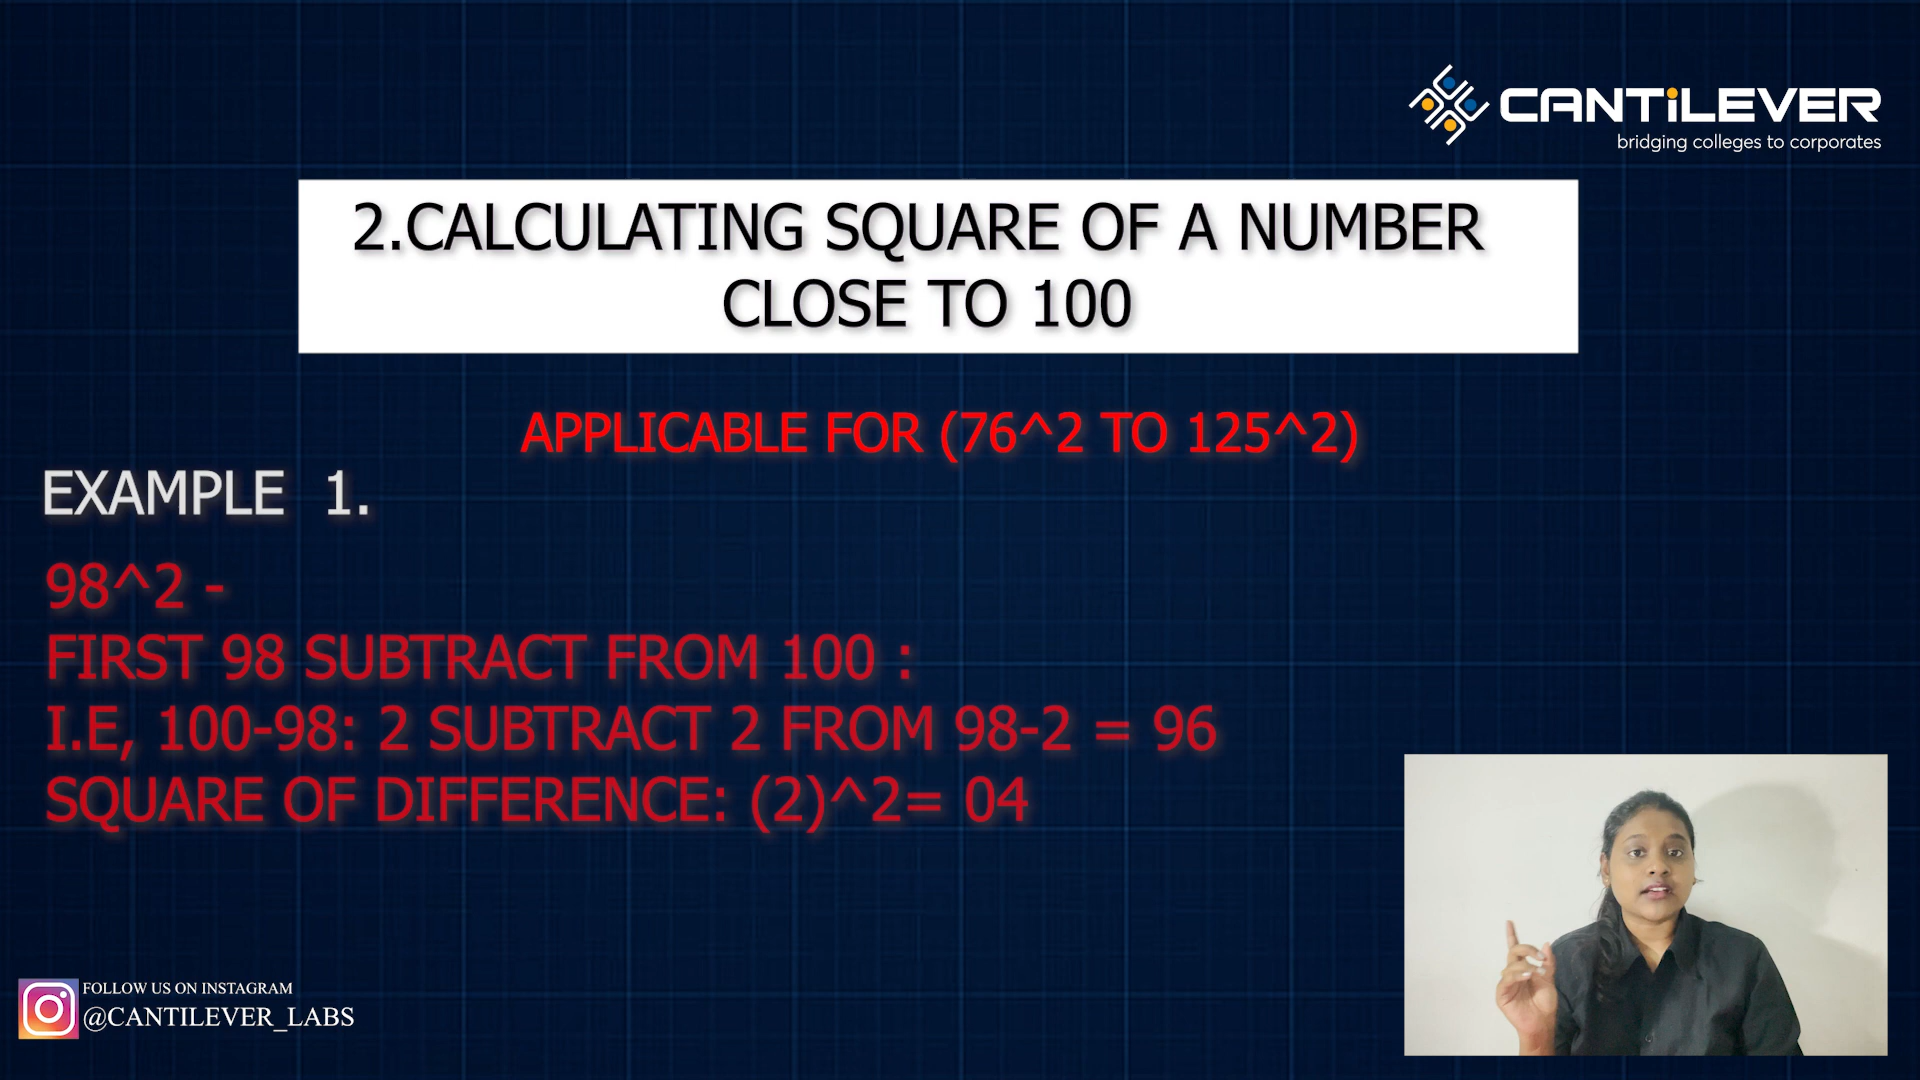 CANTiLEVER
bridging colleges to corporates
2.CALCULATING SQUARE OF A NUMBER
CLOSE TO 100
APPLICABLE FOR (76^2 TO 125^2)
EXAMPLE 1.
98^2 -
FIRST 98 SUBTRACT FROM 100 :
I.E, 100-98: 2 SUBTRACT 2 FROM 98-2 = 96
SQUARE OF DIFFERENCE: (2)^2= 04
FOLLOW US ON INSTAGRAM
@CANTILEVER_LABS